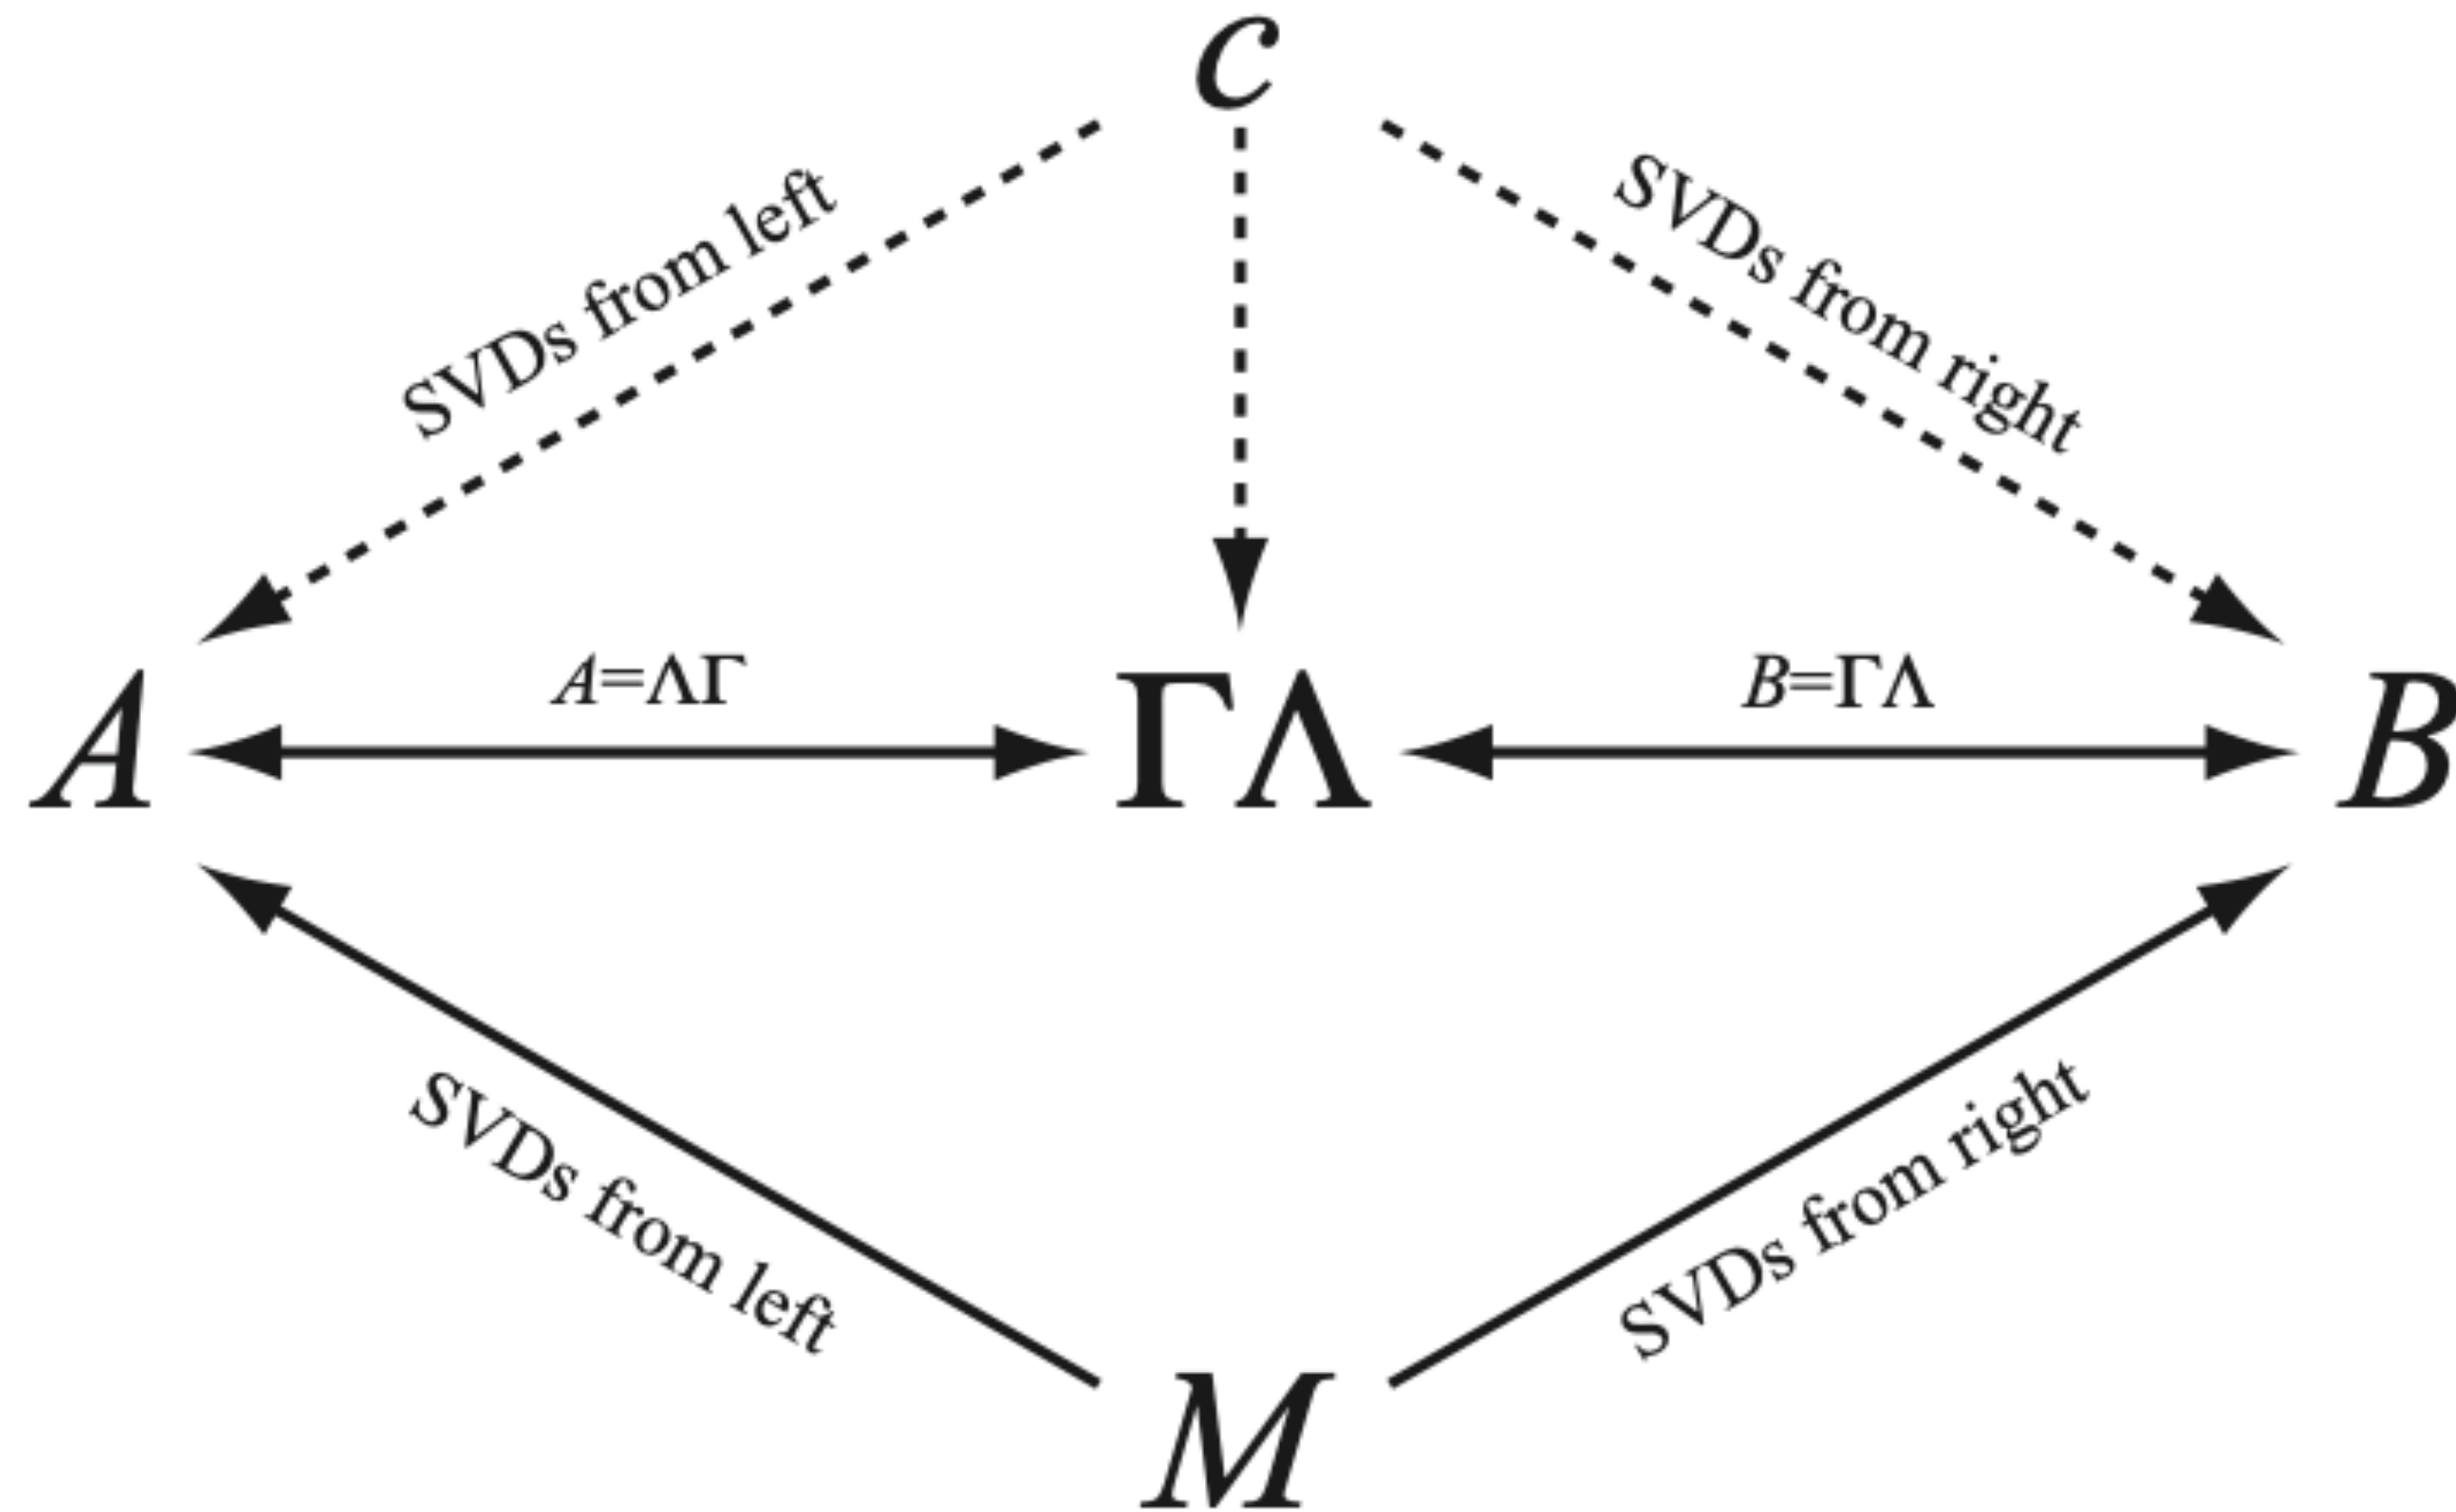 c
SVDs from left
SVDs from right
A=ΛΓ
B=ΓΛ
A
ΓΛ
B
SVDs from left
SVDs from right
M